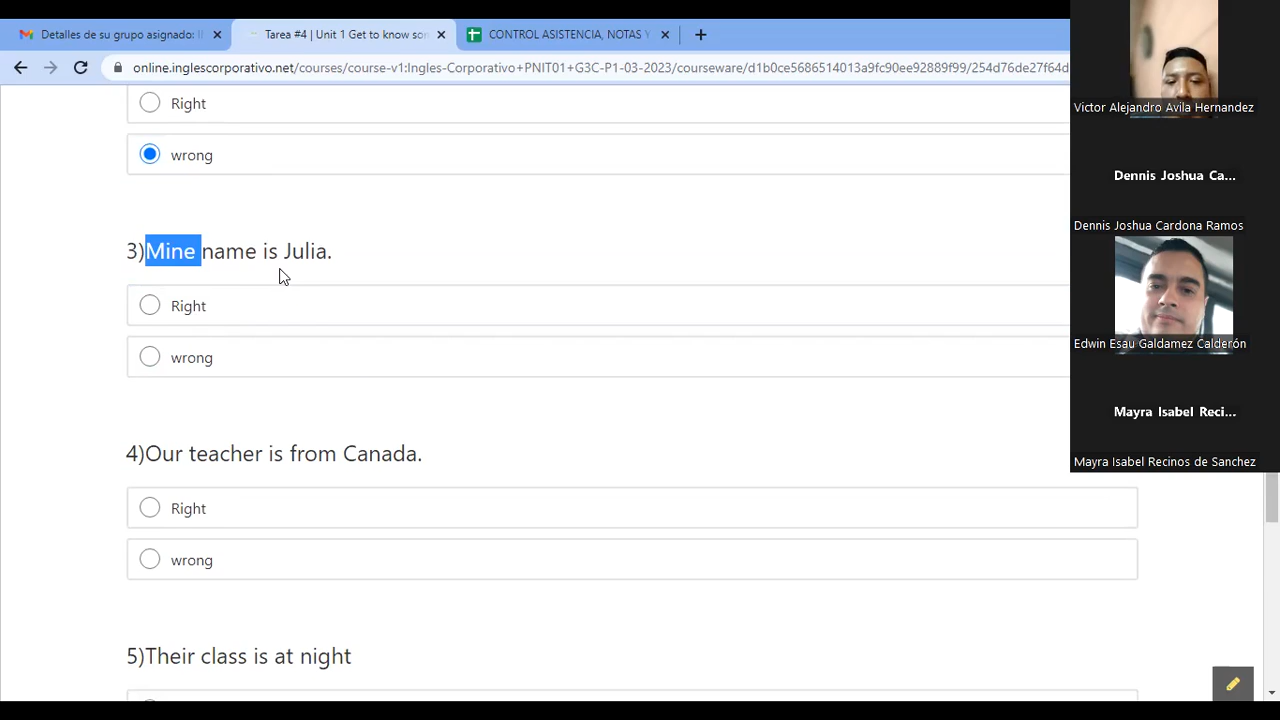 Detalles de su grupo asignado:
Tarea #4 | Unit 1 Get to know son
CONTROL ASISTENCIA, NOTAS Y
online.inglescorporativo.net/courses/course-v1:Ingles-Corporativo+PNIT01+G3C-P1-03-2023/courseware/d1b0ce5686514013a9fc90ee92889f99/254d76de27f64d
Right
wrong
3)Mine name is Julia.
Right
wrong
4)Our teacher is from Canada.
Right
wrong
5)Their class is at night
Victor Alejandro Avila Hernandez
Dennis Joshua Ca...
Dennis Joshua Cardona Ramos
Edwin Esau Galdamez Calderón
Mayra Isabel Reci...
Mayra Isabel Recinos de Sanchez